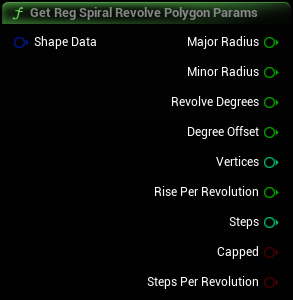 Get Reg Spiral Revolve Polygon Params
Shape Data
Major Radius
Minor Radius
Revolve Degrees
Degree Offset
Vertices
Rise Per Revolution
Steps
Capped
Steps Per Revolution